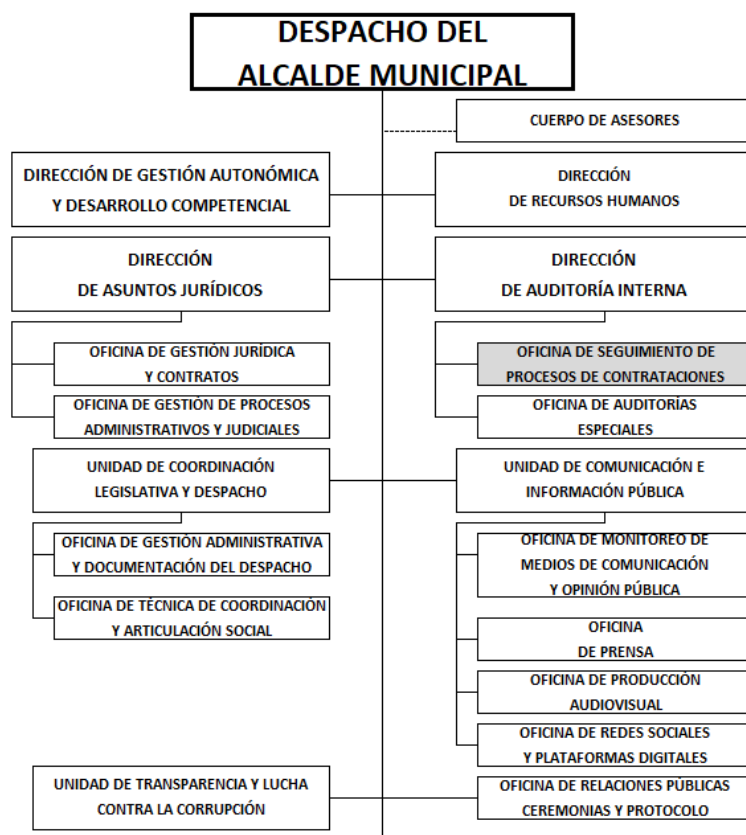 DESPACHO DEL
ALCALDE MUNICIPAL
CUERPO DE ASESORES
DIRECCIÓN DE GESTIÓN AUTONÓMICA
Y DESARROLLO COMPETENCIAL
DIRECCIÓN
DE RECURSOS HUMANOS
DIRECCIÓN
DE ASUNTOS JURÍDICOS
DIRECCIÓN
DE AUDITORÍA INTERNA
OFICINA DE GESTIÓN JURÍDICA
Y CONTRATOS
OFICINA DE SEGUIMIENTO DE
PROCESOS DE CONTRATACIONES
OFICINA DE GESTIÓN DE PROCESOS
ADMINISTRATIVOS Y JUDICIALES
OFICINA DE AUDITORÍAS
ESPECIALES
UNIDAD DE COORDINACIÓN
LEGISLATIVA Y DESPACHO
UNIDAD DE COMUNICACIÓN E
INFORMACIÓN PÚBLICA
OFICINA DE GESTIÓN ADMINISTRATIVA
Y DOCUMENTACIÓN DEL DESPACHO
OFICINA DE MONITOREO DE
MEDIOS DE COMUNICACIÓN
Y OPINIÓN PÚBLICA
OFICINA DE TÉCNICA DE COORDINACIÓN
Y ARTICULACIÓN SOCIAL
OFICINA
DE PRENSA
OFICINA DE PRODUCCIÓN
AUDIOVISUAL
OFICINA DE REDES SOCIALES
Y PLATAFORMAS DIGITALES
UNIDAD DE TRANSPARENCIA Y LUCHA
CONTRA LA CORRUPCIÓN
OFICINA DE RELACIONES PÚBLICAS
CEREMONIAS Y PROTOCOLO